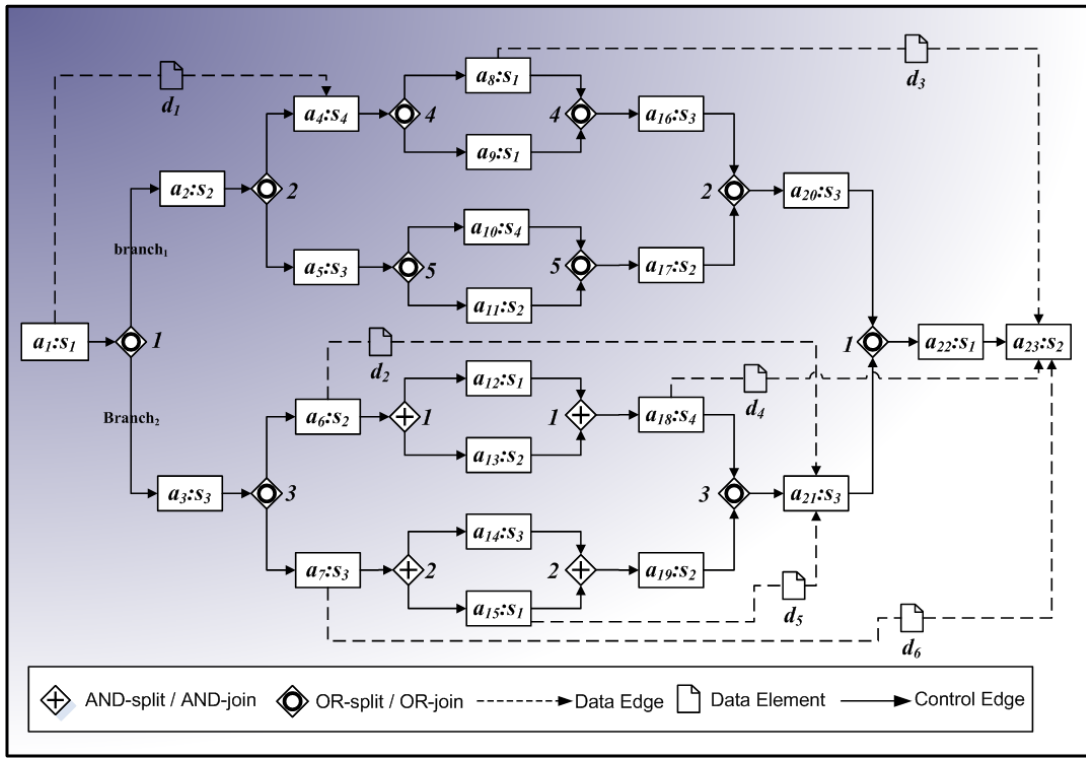 a8:s1
d3
d1
a4:s4
4
4
a16:s3
a9:s1
a2:s2
2
2
a20:s3
a10:s4
branch1
a5:s3
5
5
a17:s2
a11:s2
a1:s1
1
1
a22:s1
a23:s2
d2
a12:s1
d4
Branch2
a6:s2
1
1
a18:s4
a13:s2
a3:s3
3
3
a21:s3
a14:s3
a7:s3
2
2
a19:s2
a15:s1
d5
d6
AND-split / AND-join
OR-split / OR-join
Data Edge
Data Element
Control Edge